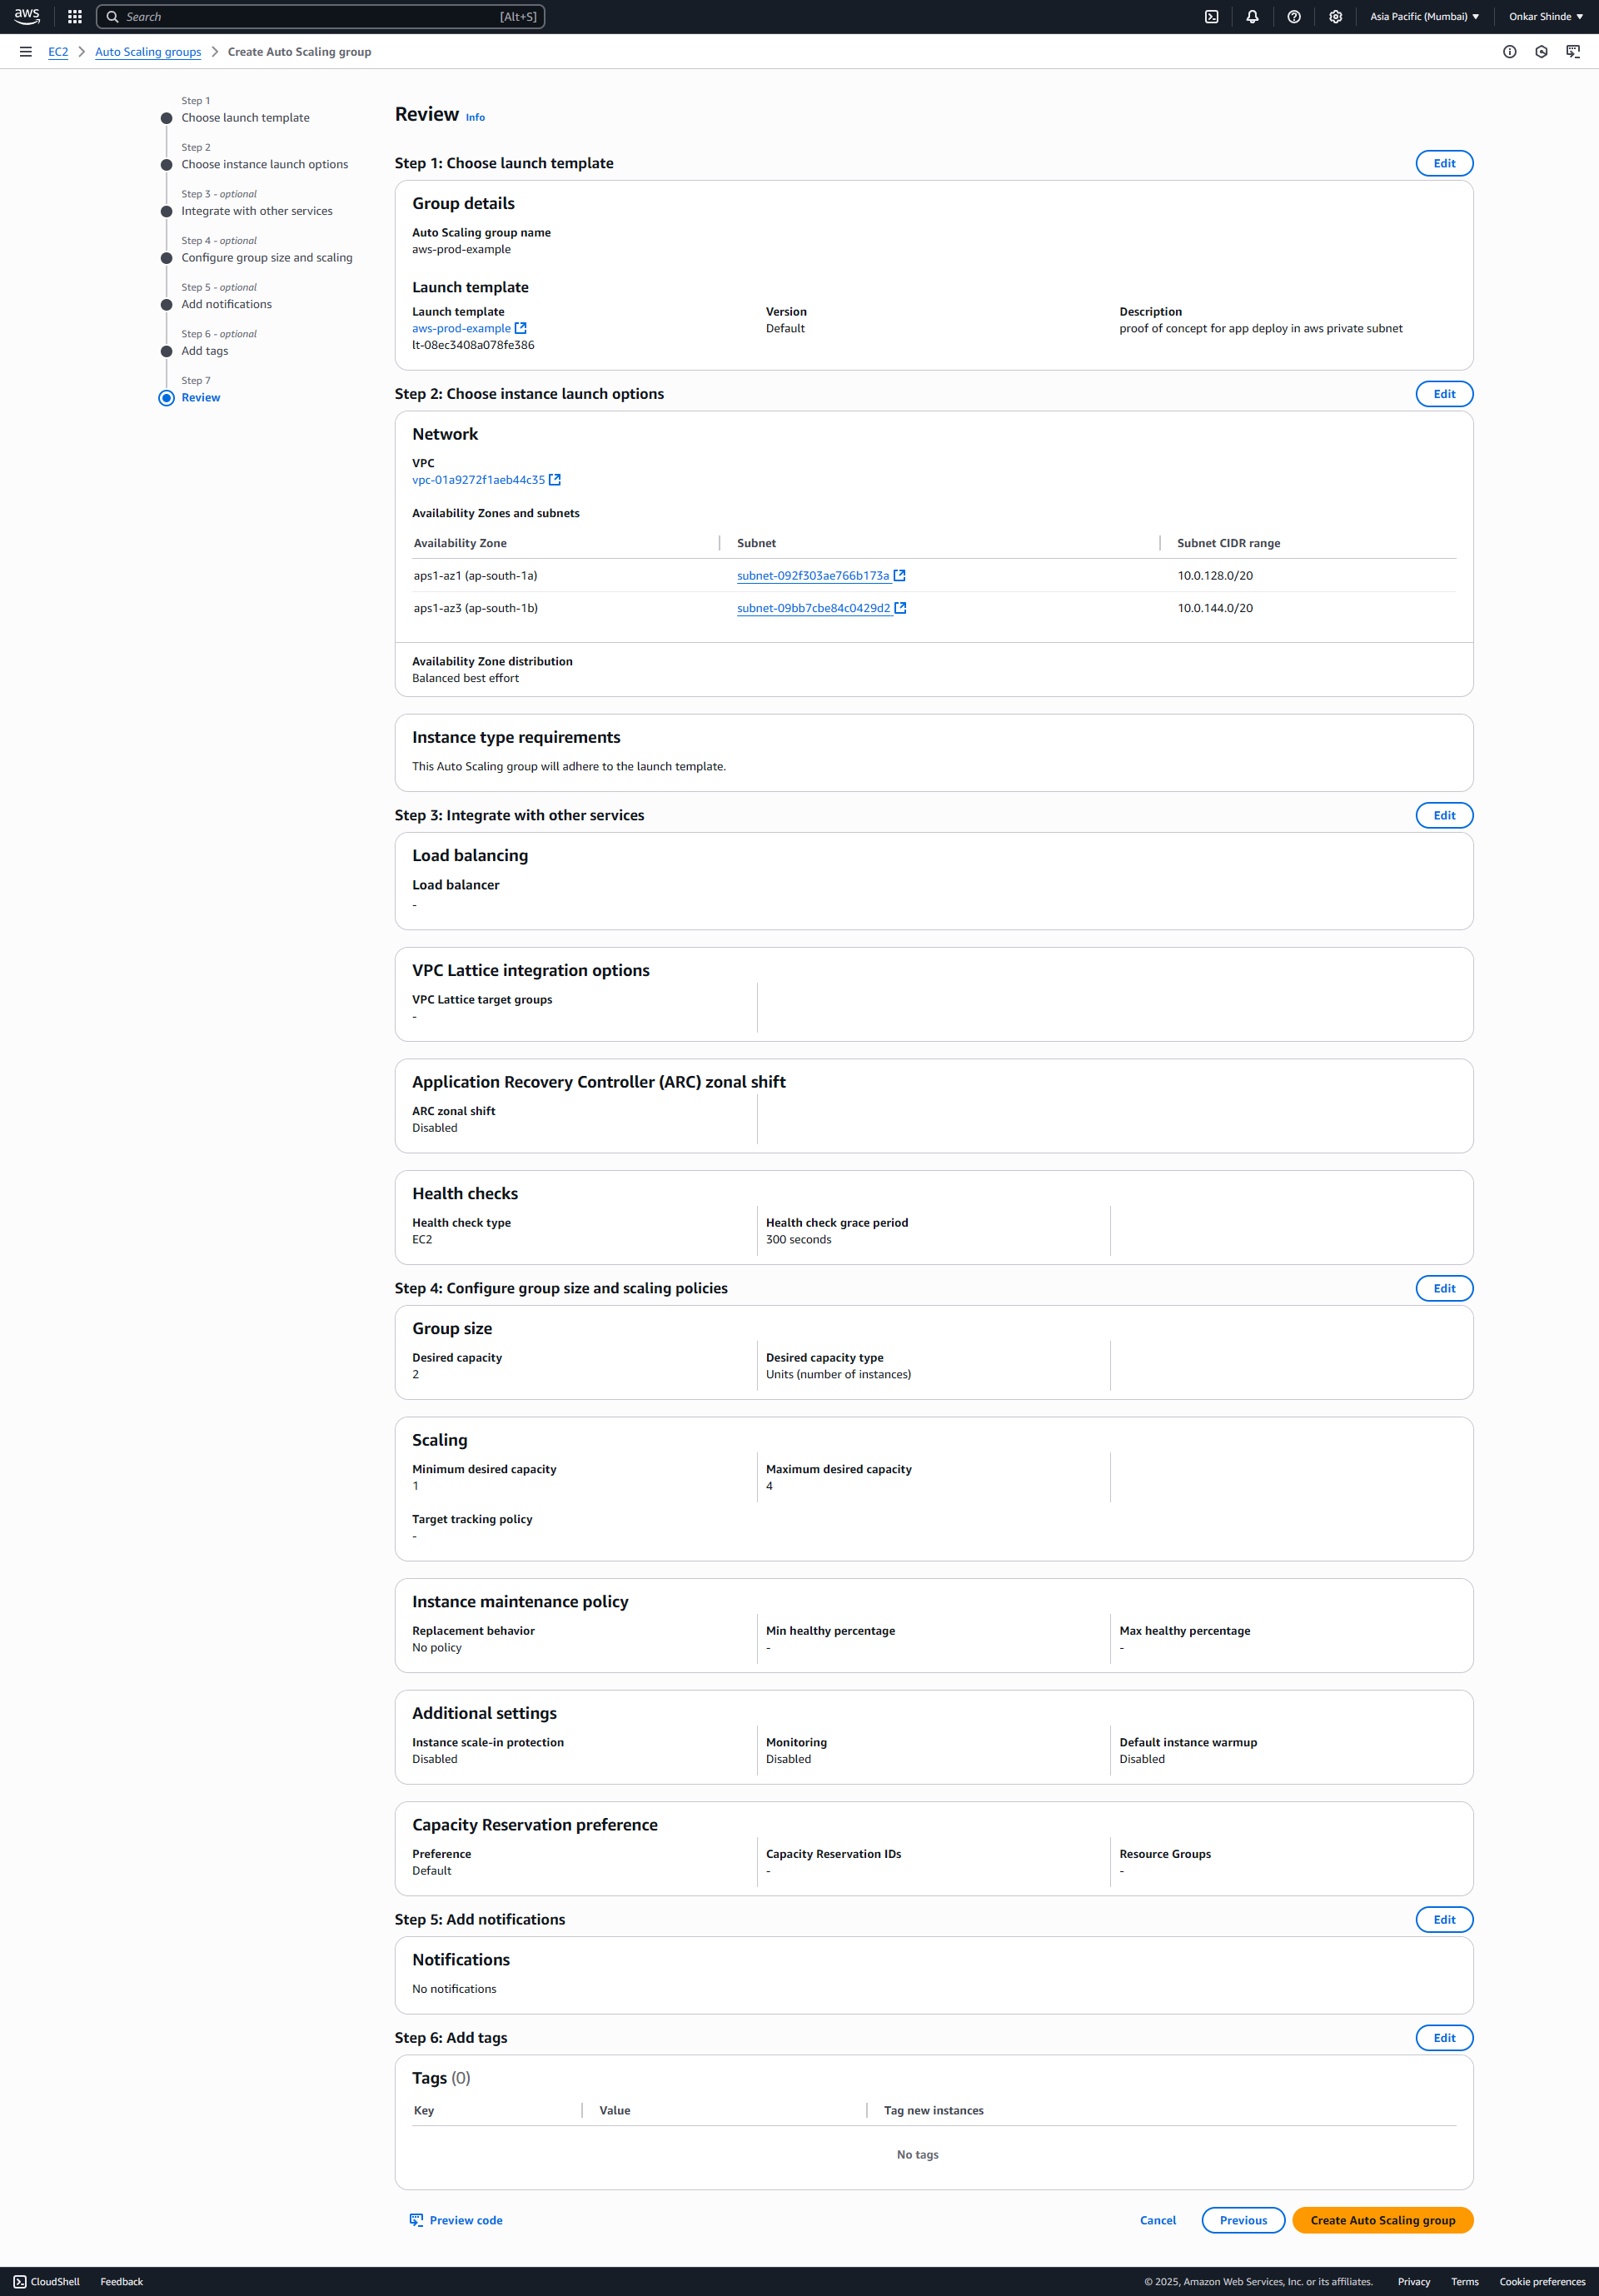 aws
Search [Alt+S]
Asia Pacific (Mumbai) Onkar Shinde
EC2 Auto Scaling groups Create Auto Scaling group
Step 1
Choose launch template
Step 2
Choose instance launch options
Step 3 - optional
Integrate with other services
Step 4 - optional
Configure group size and scaling
Step 5 - optional
Add notifications
Step 6 - optional
Add tags
Step 7
Review
Review Info
Step 1: Choose launch template Edit
Group details
Auto Scaling group name
aws-prod-example
Launch template
Launch template Version Description
aws-prod-example Default proof of concept for app deploy in aws private subnet
lt-08ec3408a078fe386
Step 2: Choose instance launch options Edit
Network
VPC
vpc-01a9272f1aeb44c35
Availability Zones and subnets
Availability Zone Subnet Subnet CIDR range
aps1-az1 (ap-south-1a) subnet-092f303ae766b173a 10.0.128.0/20
aps1-az3 (ap-south-1b) subnet-09bb7cbe84c0429d2 10.0.144.0/20
Availability Zone distribution
Balanced best effort
Instance type requirements
This Auto Scaling group will adhere to the launch template.
Step 3: Integrate with other services Edit
Load balancing
Load balancer
-
VPC Lattice integration options
VPC Lattice target groups
-
Application Recovery Controller (ARC) zonal shift
ARC zonal shift
Disabled
Health checks
Health check type Health check grace period
EC2 300 seconds
Step 4: Configure group size and scaling policies Edit
Group size
Desired capacity Desired capacity type
2 Units (number of instances)
Scaling
Minimum desired capacity Maximum desired capacity
1 4
Target tracking policy
-
Instance maintenance policy
Replacement behavior Min healthy percentage Max healthy percentage
No policy - -
Additional settings
Instance scale-in protection Monitoring Default instance warmup
Disabled Disabled Disabled
Capacity Reservation preference
Preference Capacity Reservation IDs Resource Groups
Default - -
Step 5: Add notifications Edit
Notifications
No notifications
Step 6: Add tags Edit
Tags (0)
Key Value Tag new instances
No tags
Preview code Cancel Previous Create Auto Scaling group
CloudShell Feedback © 2025, Amazon Web Services, Inc. or its affiliates. Privacy Terms Cookie preferences